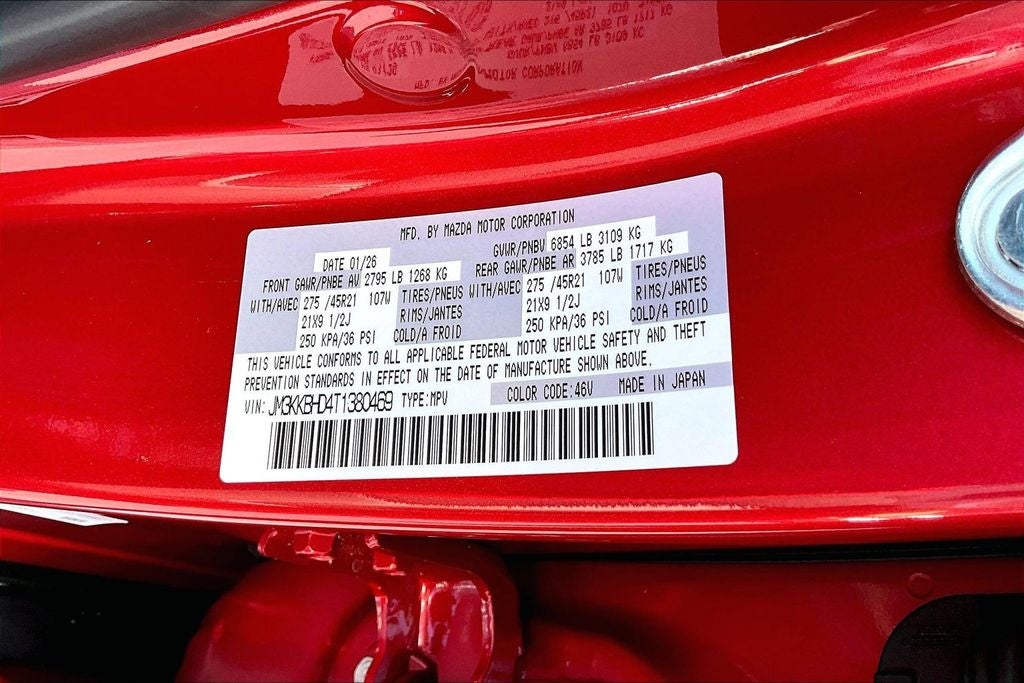 MFD. BY MAZDA MOTOR CORPORATION
DATE 01/26 GVWR/PNBV 6854 LB 3109 KG
FRONT GAWR/PNBE AV 2795 LB 1268 KG REAR GAWR/PNBE AR 3785 LB 1717 KG
WITH/AVEC 275 /45R21 107W TIRES/PNEUS WITH/AVEC 275 /45R21 107W TIRES/PNEUS
21X9 1/2J RIMS/JANTES 21X9 1/2J RIMS/JANTES
250 KPA/36 PSI COLD/A FROID 250 KPA/36 PSI COLD/A FROID
THIS VEHICLE CONFORMS TO ALL APPLICABLE FEDERAL MOTOR VEHICLE SAFETY AND THEFT
PREVENTION STANDARDS IN EFFECT ON THE DATE OF MANUFACTURE SHOWN ABOVE.
VIN: JM3KKBHD4T1380469 TYPE:MPV COLOR CODE:46V MADE IN JAPAN